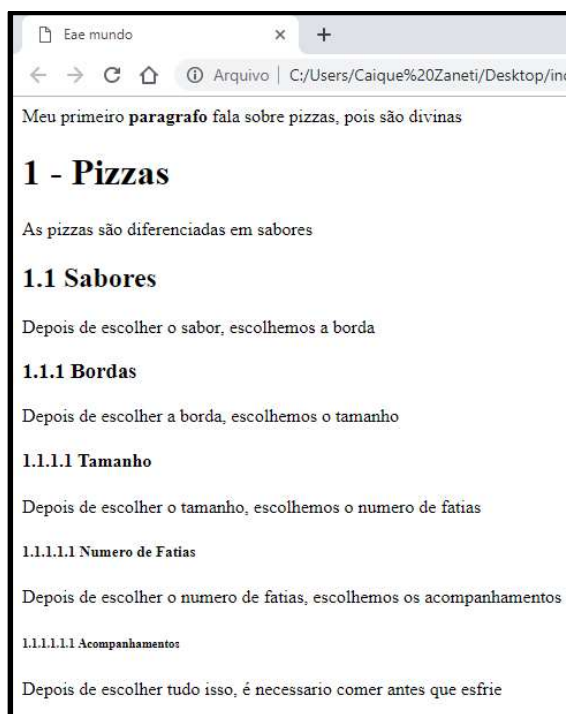 Eae mundo
Arquivo | C:/Users/Caique%20Zaneti/Desktop/in
Meu primeiro paragrafo fala sobre pizzas, pois são divinas
1 - Pizzas
As pizzas são diferenciadas em sabores
1.1 Sabores
Depois de escolher o sabor, escolhemos a borda
1.1.1 Bordas
Depois de escolher a borda, escolhemos o tamanho
1.1.1.1 Tamanho
Depois de escolher o tamanho, escolhemos o numero de fatias
1.1.1.1.1 Numero de Fatias
Depois de escolher o numero de fatias, escolhemos os acompanhamentos
1.1.1.1.1.1 Acompanhamentos
Depois de escolher tudo isso, é necessario comer antes que esfrie